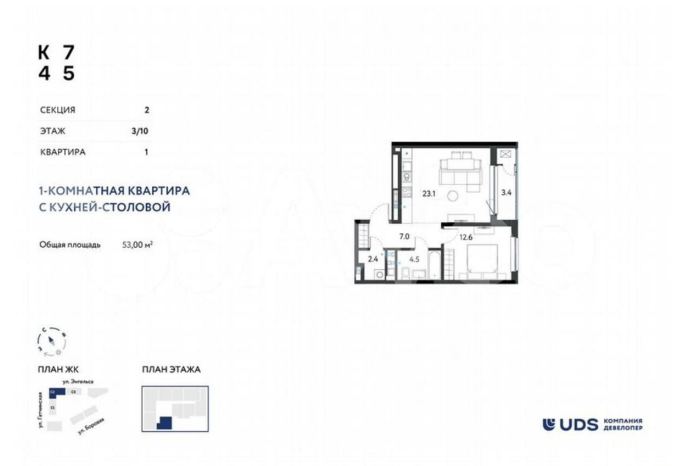 К 7
4 5
СЕКЦИЯ 2
ЭТАЖ 3/10
КВАРТИРА 1
1-КОМНАТНАЯ КВАРТИРА
С КУХНЕЙ-СТОЛОВОЙ
Общая площадь 53,00 м²
23.1
3.4
7.0
12.6
2.4
4.5
ПЛАН ЖК
ПЛАН ЭТАЖА
ул. Энгельса
ул. Гатчинская
ул. Боровая
UDS КОМПАНИЯ
ДЕВЕЛОПЕР